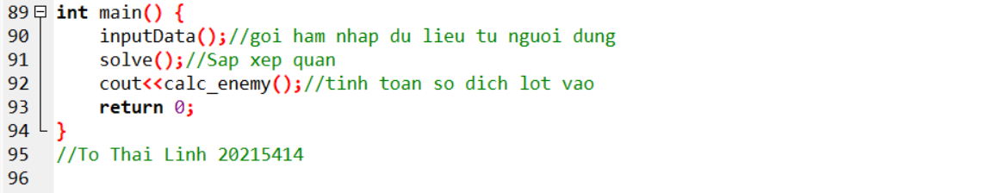 89 int main() {
90 inputData();//goi ham nhap du lieu tu nguoi dung
91 solve();//Sap xep quan
92 cout<<calc_enemy();//tinh toan so dich lot vao
93 return 0;
94 }
95 //To Thai Linh 20215414
96